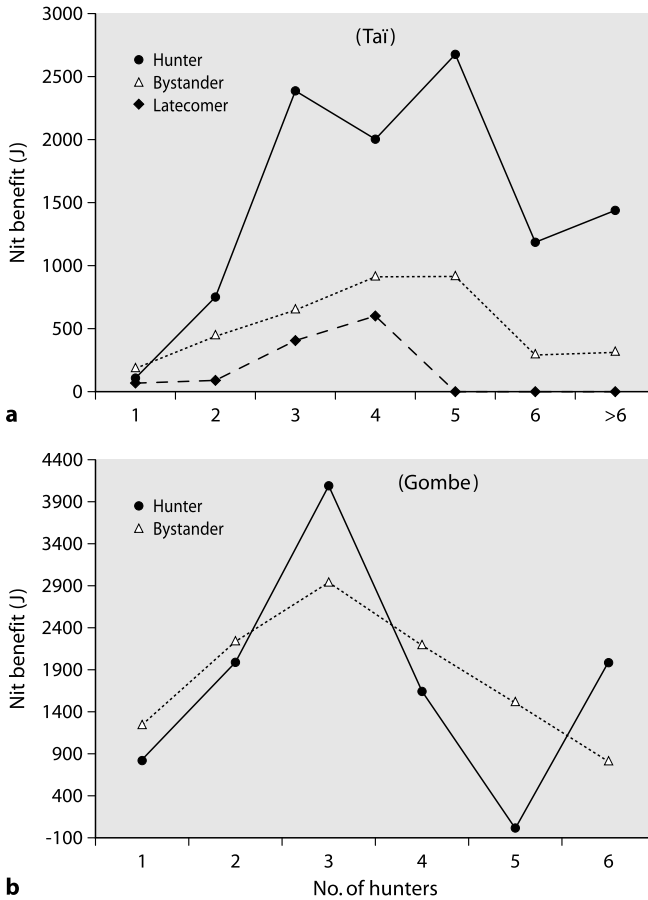 3000
(Taï)
Hunter
2500
Bystander
Latecomer
2000
1500
1000
500
0
Nit benefit (J)
1 2 3 4 5 6 >6
a
4400
(Gombe)
3900
Hunter
Bystander
3400
2900
2400
1900
1400
900
400
-100
Nit benefit (J)
1 2 3 4 5 6
b
No. of hunters